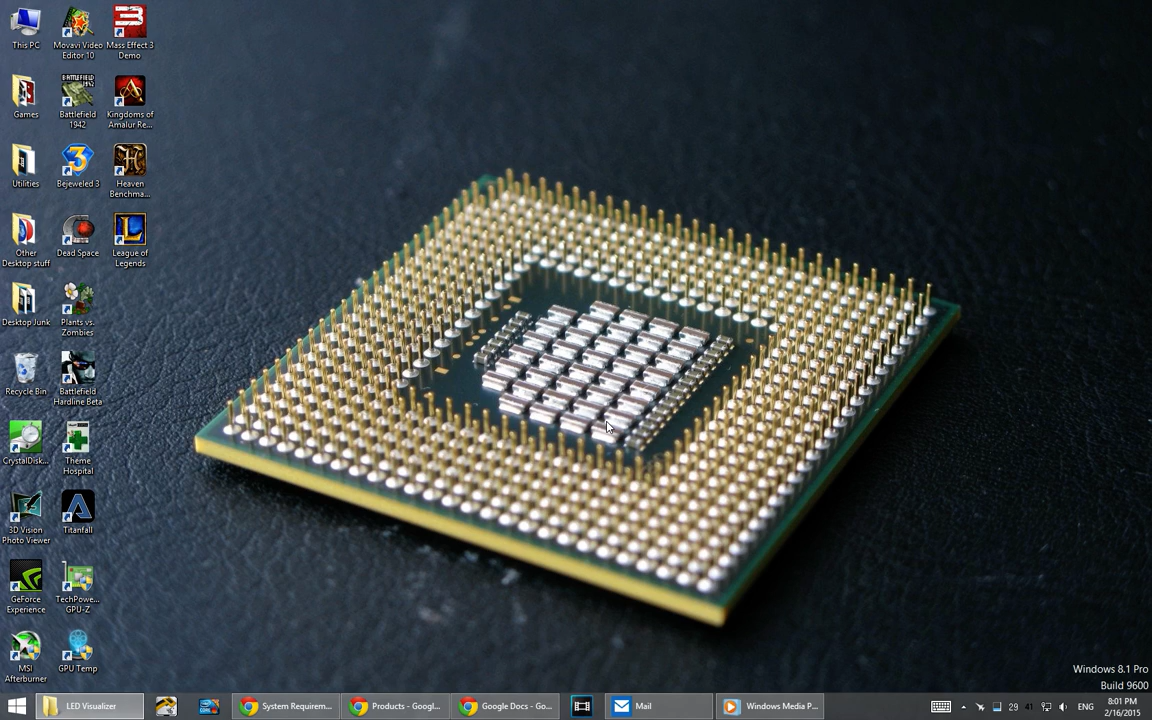 This PC
Movavi Video
Editor 10
Mass Effect 3
Demo
Games
BATTLEFIELD
1942
Battlefield
1942
Kingdoms of
Amalur Re...
Utilities
Bejeweled 3
Heaven
Benchma...
Other
Desktop stuff
Dead Space
League of
Legends
Desktop Junk
Plants vs.
Zombies
Recycle Bin
Battlefield
Hardline Beta
CrystalDisk...
Theme
Hospital
3D Vision
Photo Viewer
Titanfall
GeForce
Experience
TechPowe...
GPU-Z
MSI
Afterburner
GPU Temp
Windows 8.1 Pro
Build 9600
LED Visualizer
System Requirem...
Products - Googl...
Google Docs - Go...
Mail
Windows Media P...
29
41
ENG
8:01 PM
2/16/2015